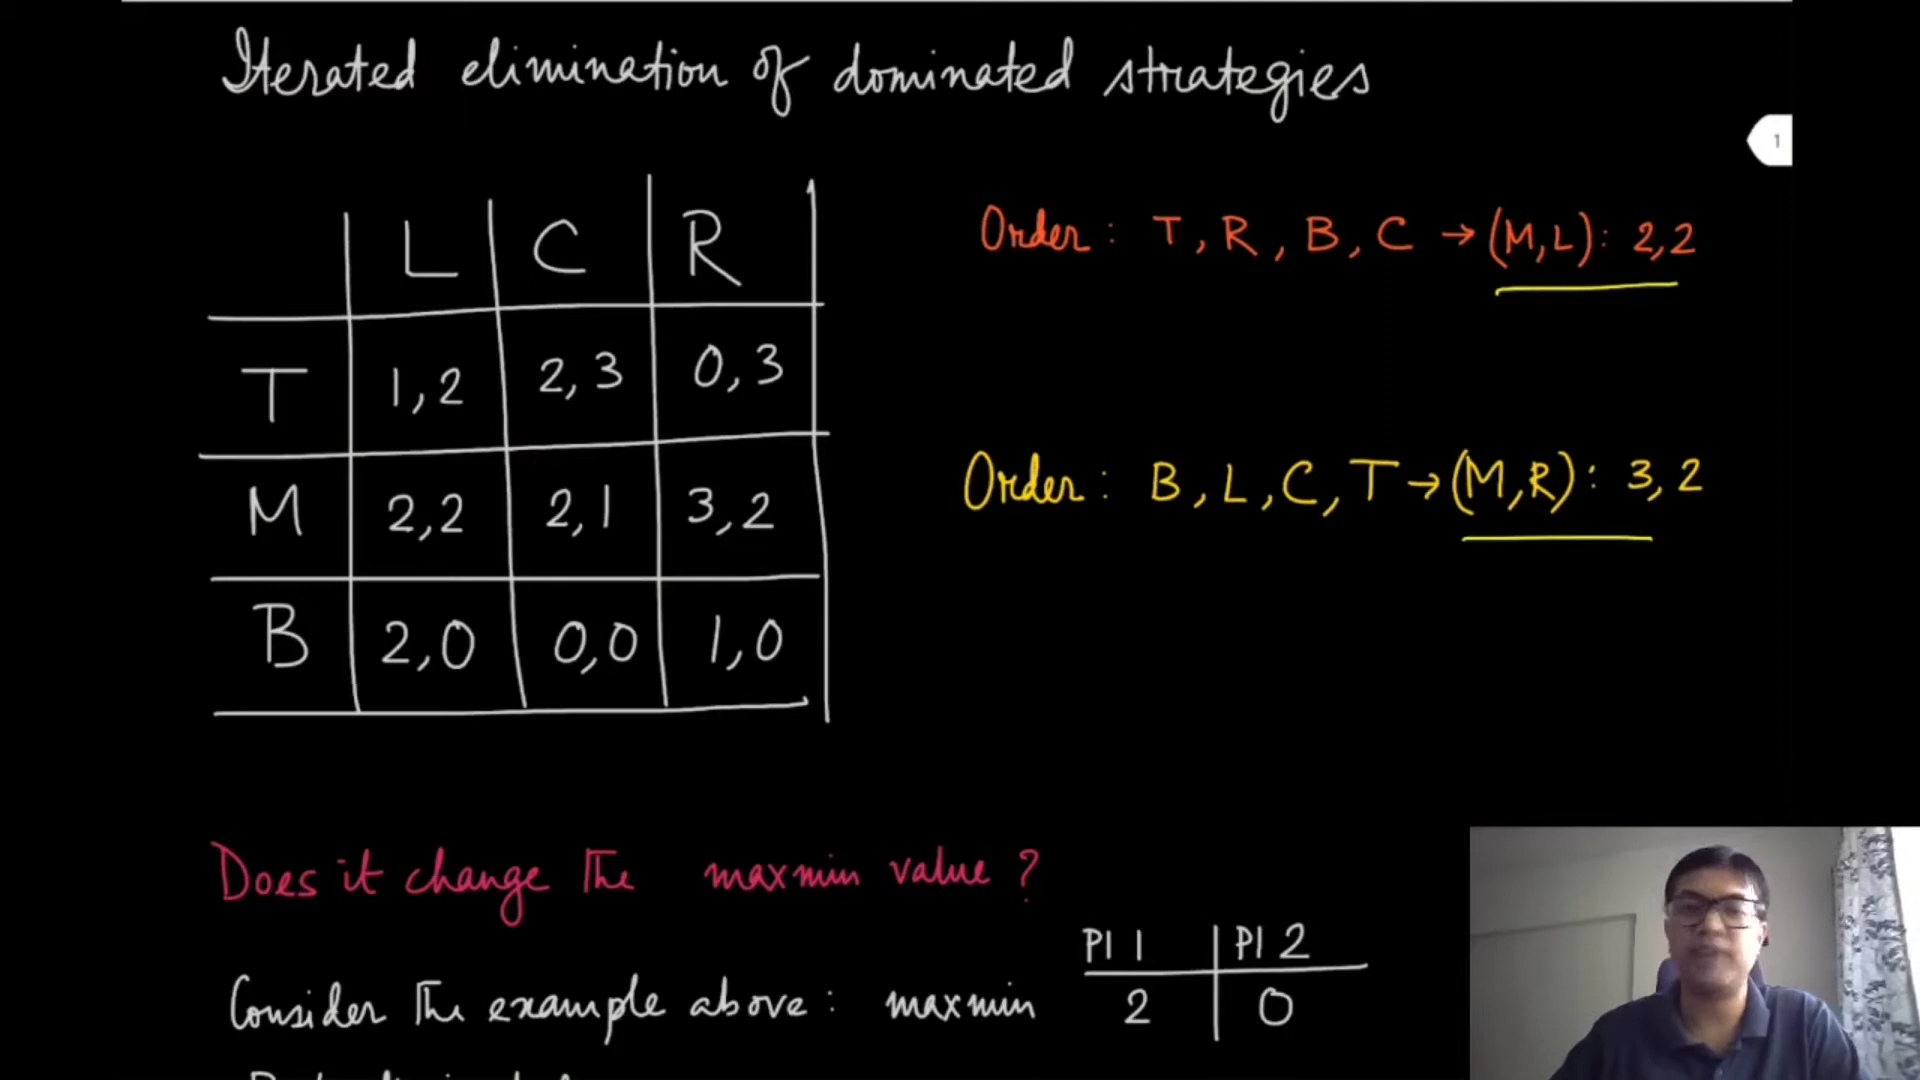 Iterated elimination of dominated strategies
1
L C R
Order: T, R, B, C → (M,L): 2,2
T 1,2 2,3 0,3
M 2,2 2,1 3,2
Order: B, L, C, T → (M,R): 3,2
B 2,0 0,0 1,0
Does it change the maxmin value?
Pl 1 Pl 2
Consider the example above: maxmin 2 0